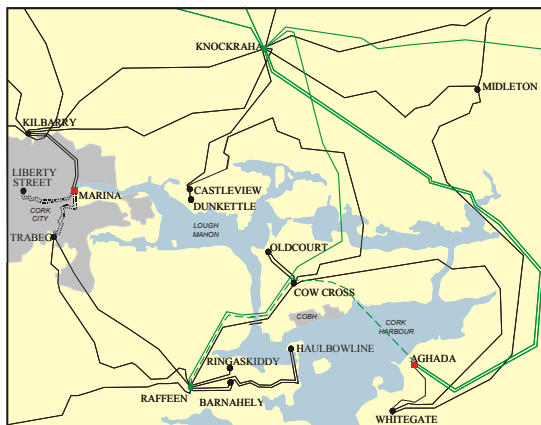 KNOCKRAHA
MIDLETON
KILBARRY
LIBERTY
STREET
MARINA
CORK
CITY
CASTLEVIEW
DUNKETTLE
TRABEG
LOUGH
MAHON
OLDCOURT
COW CROSS
COBH
CORK
HARBOUR
HAULBOWLINE
RINGASKIDDY
AGHADA
RAFFEEN
BARNAHELY
WHITEGATE